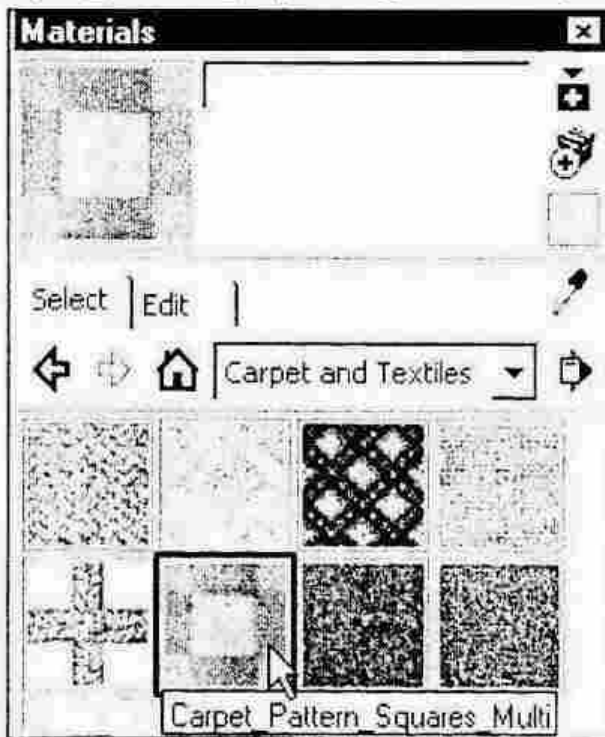 Materials
Select Edit
Carpet and Textiles
Carpet_Pattern_Squares_Multi